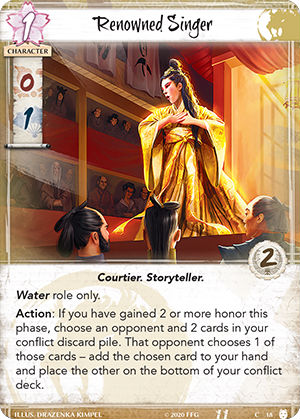 Renowned Singer
1
CHARACTER
0
1
2
Courtier. Storyteller.
Water role only.
Action: If you have gained 2 or more honor this
phase, choose an opponent and 2 cards in your
conflict discard pile. That opponent chooses 1 of
those cards – add the chosen card to your hand
and place the other on the bottom of your conflict
deck.
ILLUS. DRAZENKA KIMPEL © 2020 FFG C 18